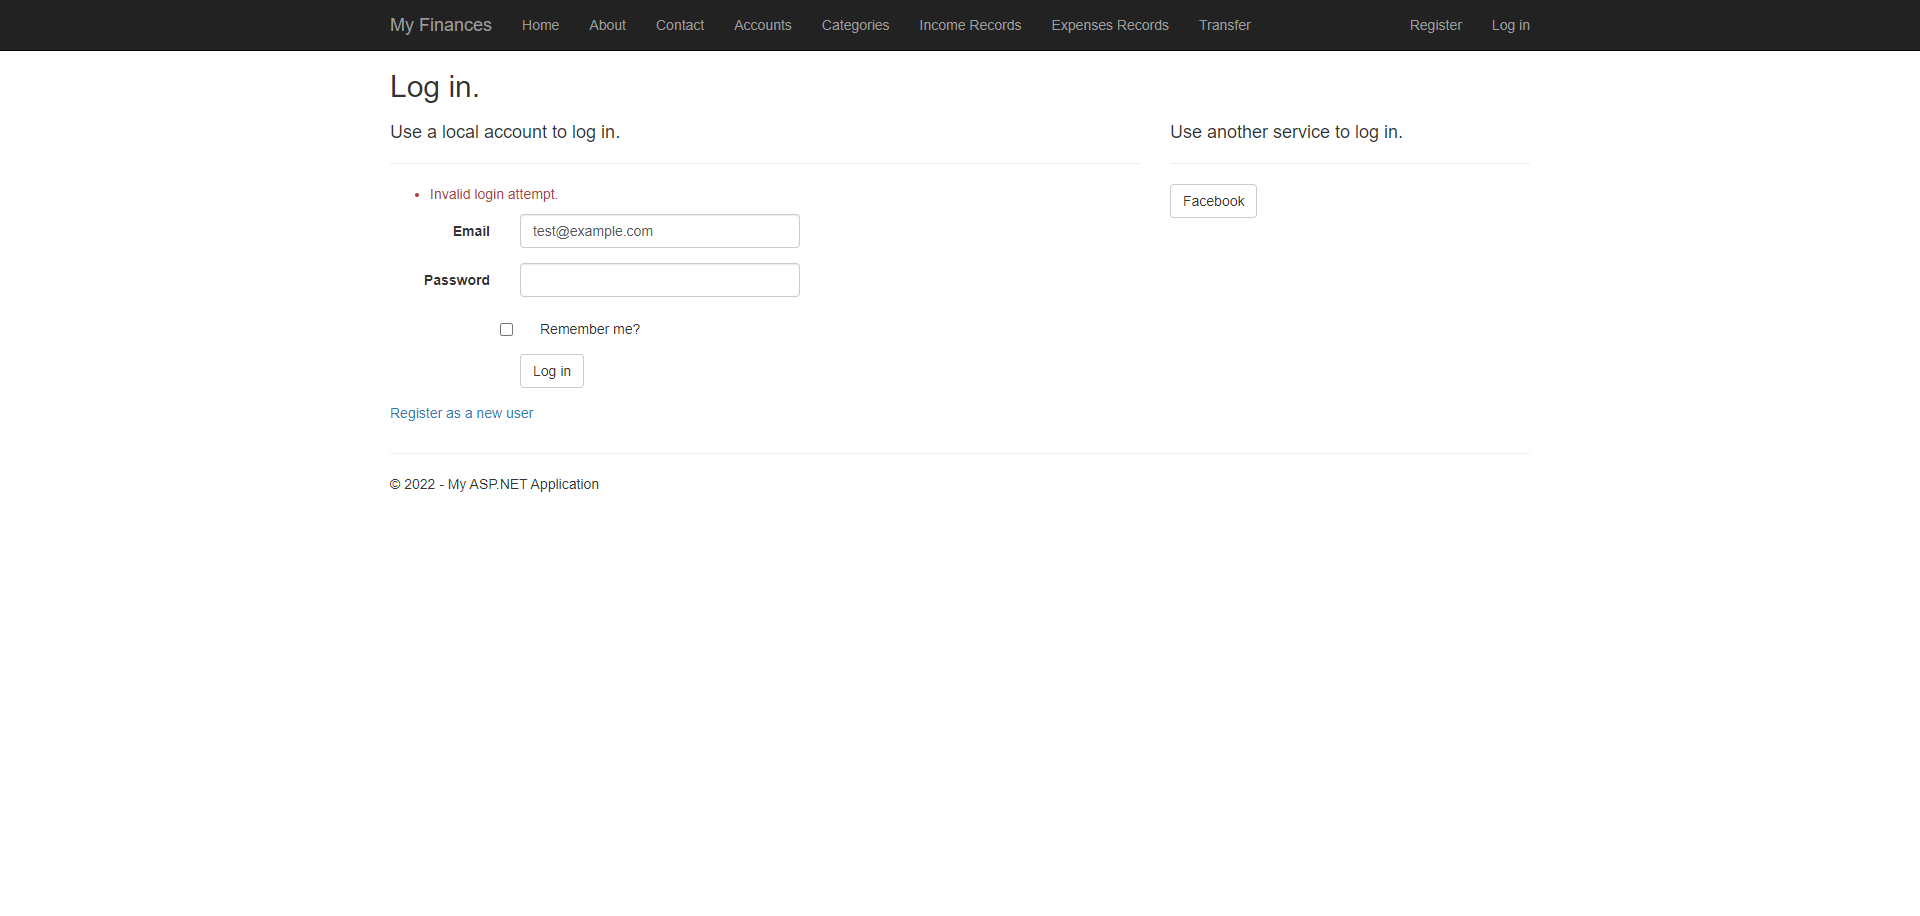 My Finances Home About Contact Accounts Categories Income Records Expenses Records Transfer Register Log in
Log in.
Use a local account to log in.
Invalid login attempt.
Email test@example.com
Password
Remember me?
Log in
Register as a new user
Use another service to log in.
Facebook
© 2022 - My ASP.NET Application